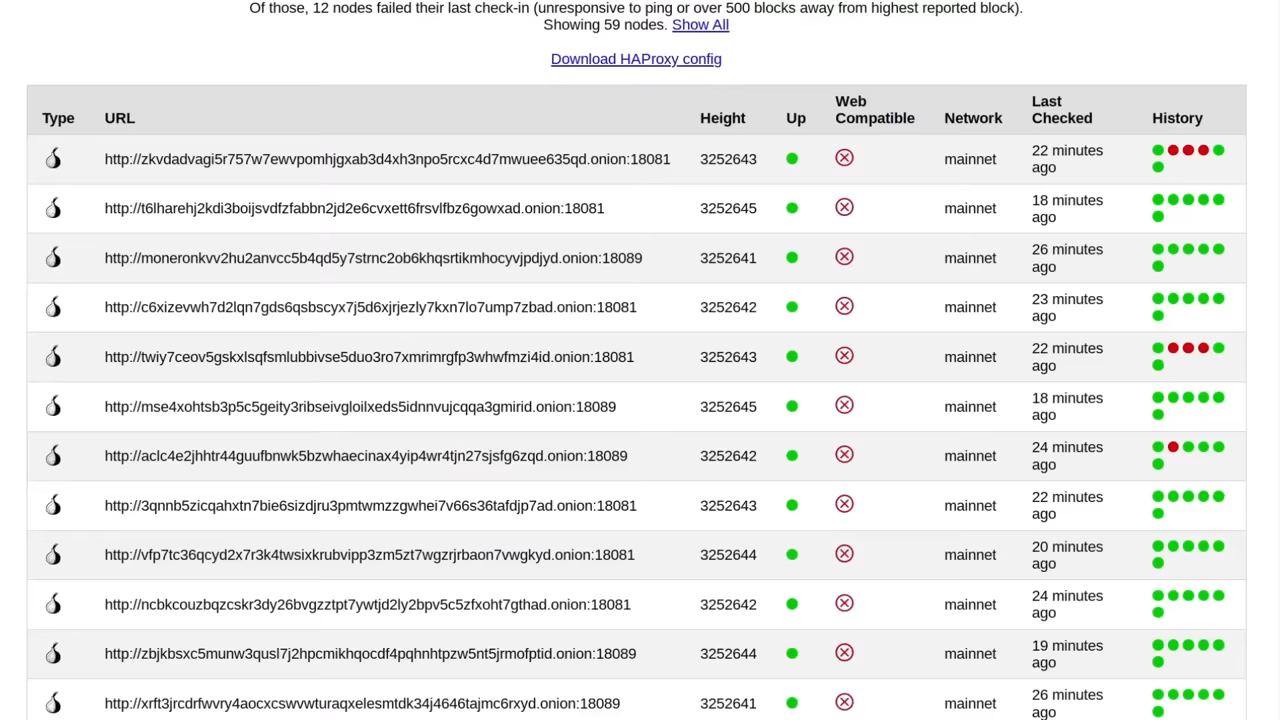 Of those, 12 nodes failed their last check-in (unresponsive to ping or over 500 blocks away from highest reported block).
Showing 59 nodes. Show All
Download HAProxy config
Type URL Height Up Web Compatible Network Last Checked History
http://zkvdadvagi5r757w7ewvpomhjgxab3d4xh3npo5rcxc4d7mwuee635qd.onion:18081 3252643 mainnet 22 minutes ago
http://t6lharehj2kdi3boijsvdfzfabbn2jd2e6cvxett6frsvlfbz6gowxad.onion:18081 3252645 mainnet 18 minutes ago
http://moneronkvv2hu2anvcc5b4qd5y7strnc2ob6khqsrtikmhocyvjpdjyd.onion:18089 3252641 mainnet 26 minutes ago
http://c6xizevwh7d2lqn7gds6qsbscyx7j5d6xjrjezly7kxn7lo7ump7zbad.onion:18081 3252642 mainnet 23 minutes ago
http://twiy7ceov5gskxlsqfsmlubbivse5duo3ro7xmrimrgfp3whwfmzi4id.onion:18081 3252643 mainnet 22 minutes ago
http://mse4xohtsb3p5c5geity3ribseivgloilxeds5idnnvujcqqa3gmirid.onion:18089 3252645 mainnet 18 minutes ago
http://aclc4e2jhhtr44guufbnwk5bzwhaecinax4yip4wr4tjn27sjsfg6zqd.onion:18089 3252642 mainnet 24 minutes ago
http://3qnnb5zicqahxtn7bie6sizdjru3pmtwmzzgwhei7v66s36tafdjp7ad.onion:18081 3252643 mainnet 22 minutes ago
http://vfp7tc36qcyd2x7r3k4twsixkrubvipp3zm5zt7wgzrjrbaon7vwgkyd.onion:18081 3252644 mainnet 20 minutes ago
http://ncbkcouzbqzcskr3dy26bvgzztpt7ywtjd2ly2bpv5c5zfxoht7gthad.onion:18081 3252642 mainnet 24 minutes ago
http://zbjkbsxc5munw3qusl7j2hpcmikhqocdf4pqhnhtpzw5nt5jrmofptid.onion:18089 3252644 mainnet 19 minutes ago
http://xrft3jrcdrfwvry4aocxcswvwturaqxelesmtdk34j4646tajmc6rxyd.onion:18089 3252641 mainnet 26 minutes ago